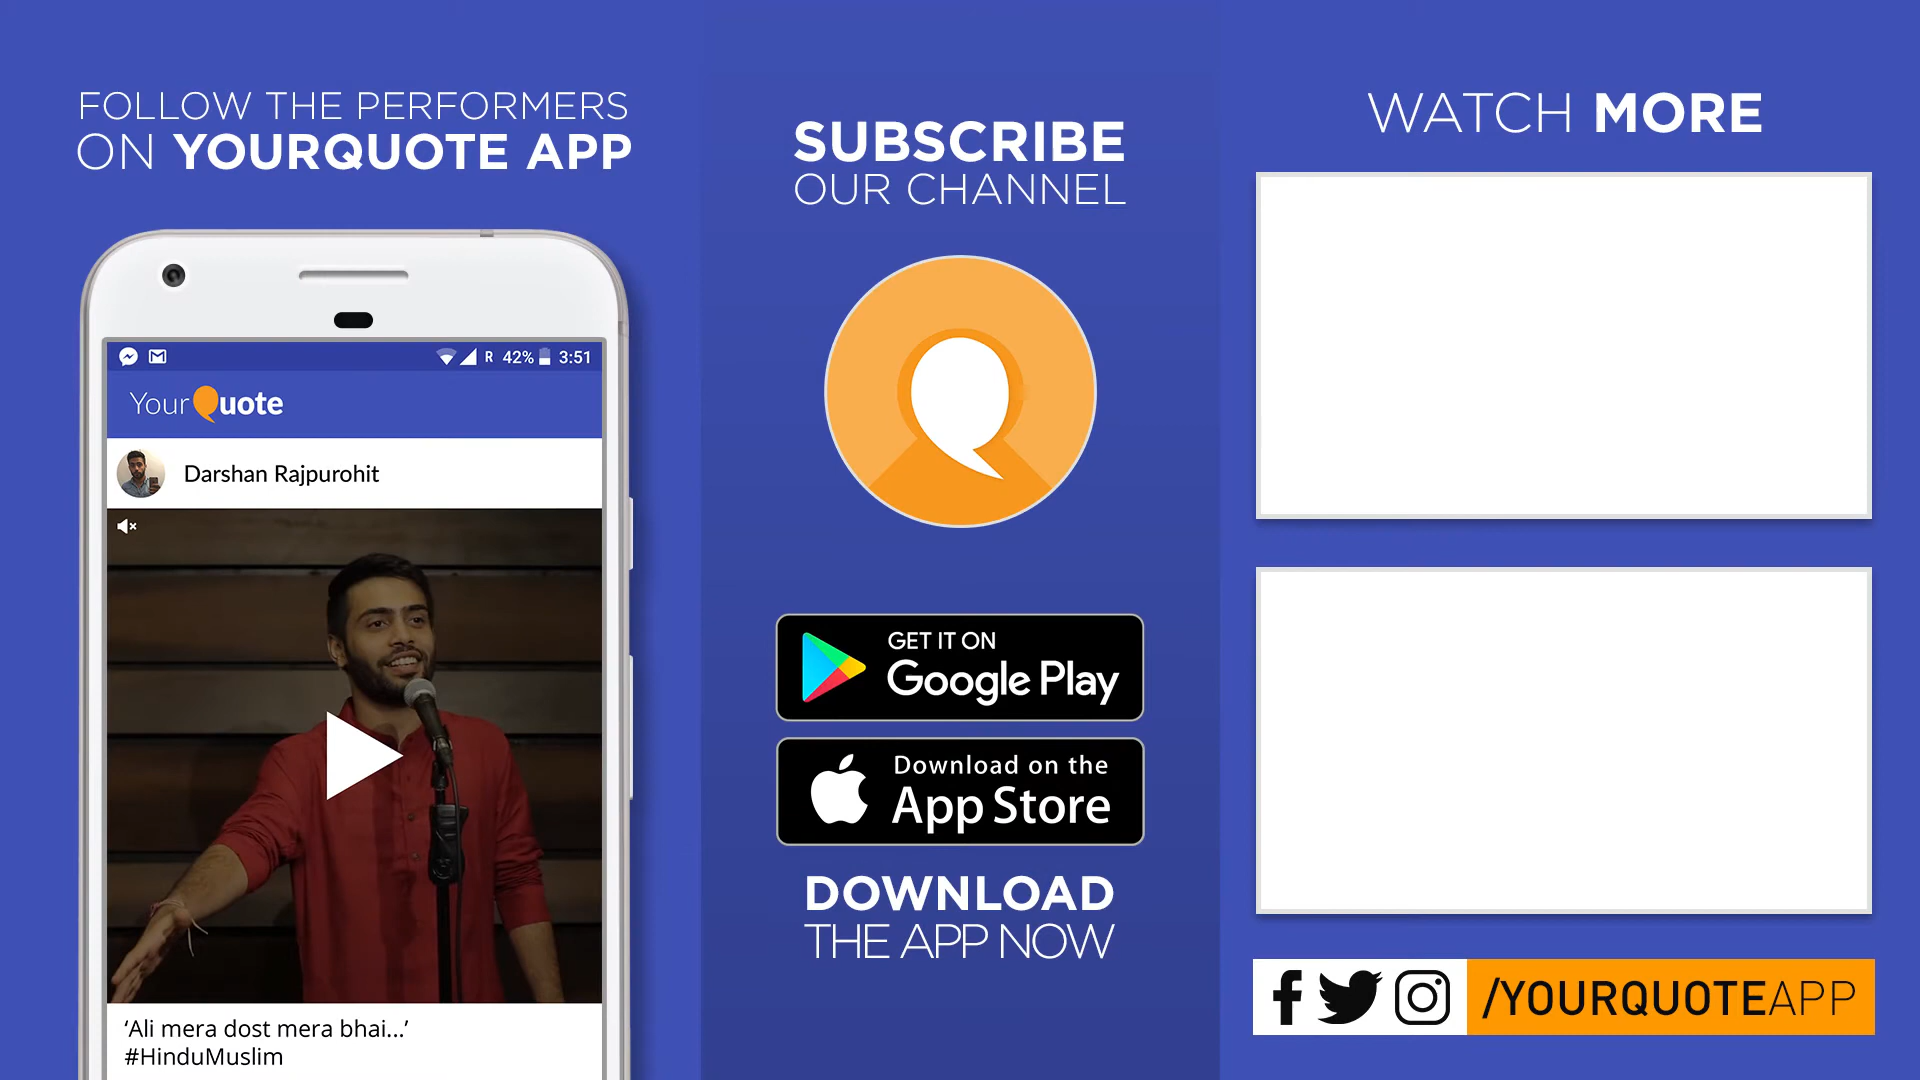 FOLLOW THE PERFORMERS
ON YOURQUOTE APP
R 42% 3:51
YourQuote
Darshan Rajpurohit
‘Ali mera dost mera bhai...’
#HinduMuslim
SUBSCRIBE
OUR CHANNEL
GET IT ON
Google Play
Download on the
App Store
DOWNLOAD
THE APP NOW
WATCH MORE
/YOURQUOTEAPP